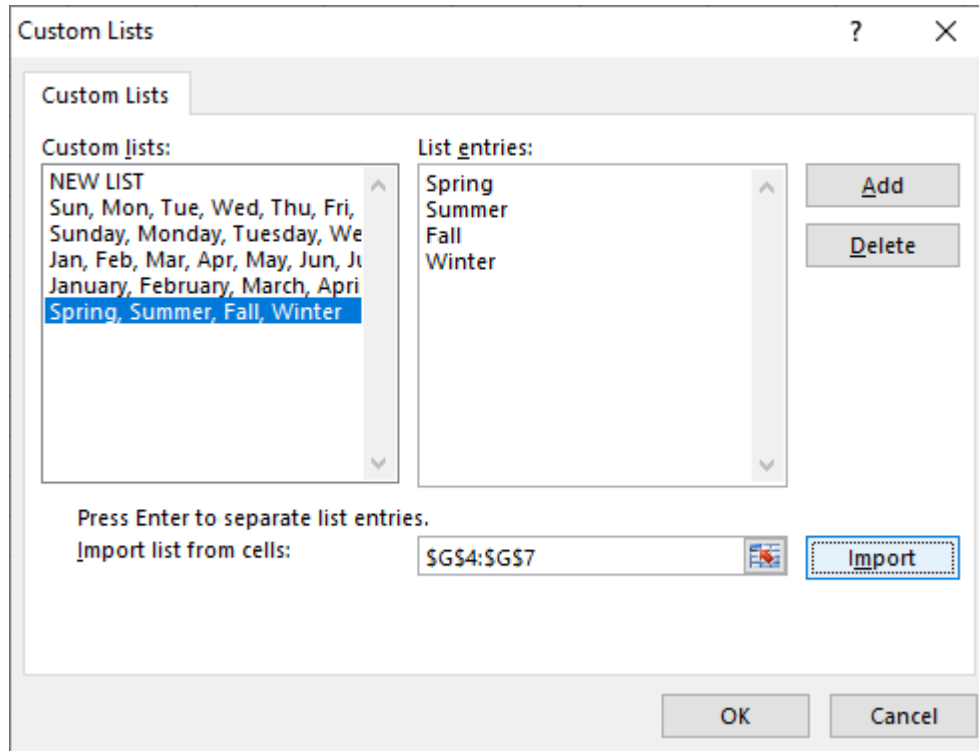 Custom Lists
?
Custom Lists
Custom lists:
NEW LIST
Sun, Mon, Tue, Wed, Thu, Fri,
Sunday, Monday, Tuesday, We
Jan, Feb, Mar, Apr, May, Jun, Ju
January, February, March, Apri
Spring, Summer, Fall, Winter
List entries:
Spring
Summer
Fall
Winter
Add
Delete
Press Enter to separate list entries.
Import list from cells:
$G$4:$G$7
Import
OK
Cancel